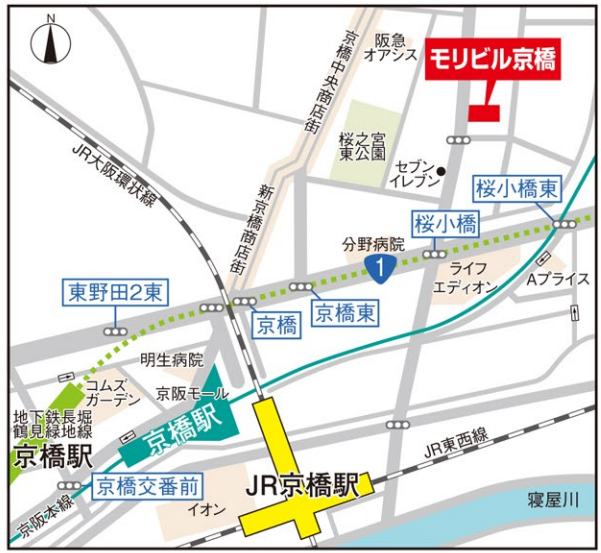 N
阪急
オアシス
モリビル京橋
京橋中央商店街
桜之宮
東公園
JR大阪環状線
セブン
イレブン
新京橋商店街
桜小橋東
桜小橋
分野病院
1
ライフ
エディオン
Aプライス
東野田2東
京橋
京橋東
明生病院
京阪モール
コムズ
ガーデン
地下鉄長堀
鶴見緑地線
京橋駅
京橋駅
JR東西線
京橋交番前
JR京橋駅
京阪本線
イオン
寝屋川